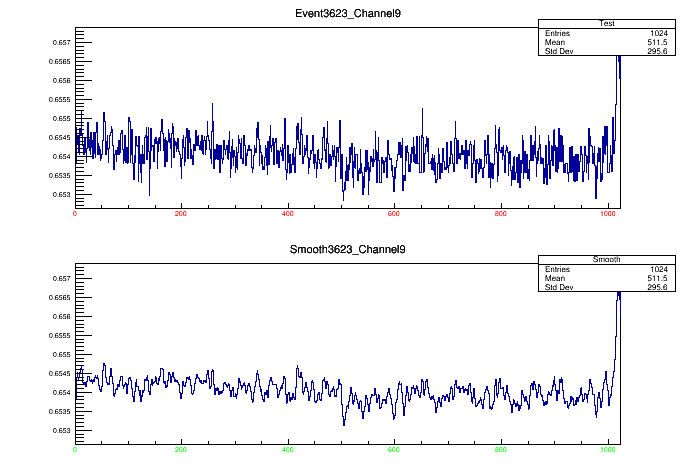 Event3623_Channel9
Test
Entries 1024
Mean 511.5
Std Dev 295.6
0.657
0.6565
0.656
0.6555
0.655
0.6545
0.654
0.6535
0.653
0 200 400 600 800 1000
Smooth3623_Channel9
Smooth
Entries 1024
Mean 511.5
Std Dev 295.6
0.657
0.6565
0.656
0.6555
0.655
0.6545
0.654
0.6535
0.653
0 200 400 600 800 1000